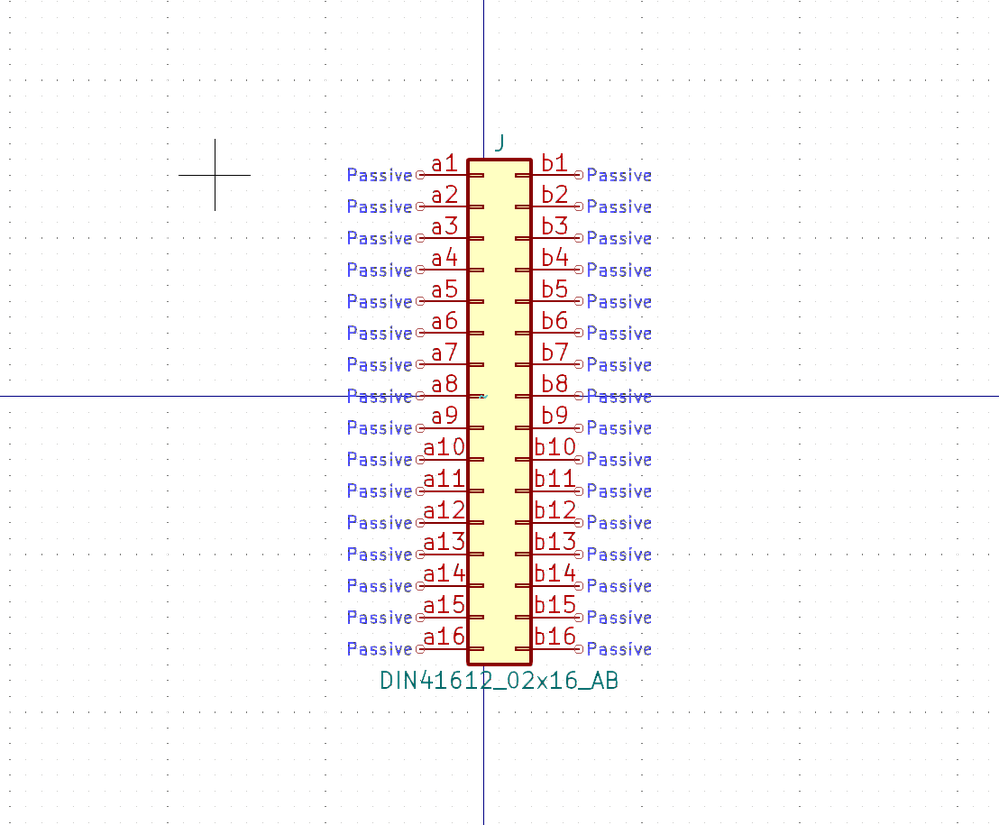 J
Passive a1 b1 Passive
Passive a2 b2 Passive
Passive a3 b3 Passive
Passive a4 b4 Passive
Passive a5 b5 Passive
Passive a6 b6 Passive
Passive a7 b7 Passive
Passive a8 b8 Passive
Passive a9 b9 Passive
Passive a10 b10 Passive
Passive a11 b11 Passive
Passive a12 b12 Passive
Passive a13 b13 Passive
Passive a14 b14 Passive
Passive a15 b15 Passive
Passive a16 b16 Passive
DIN41612_02x16_AB